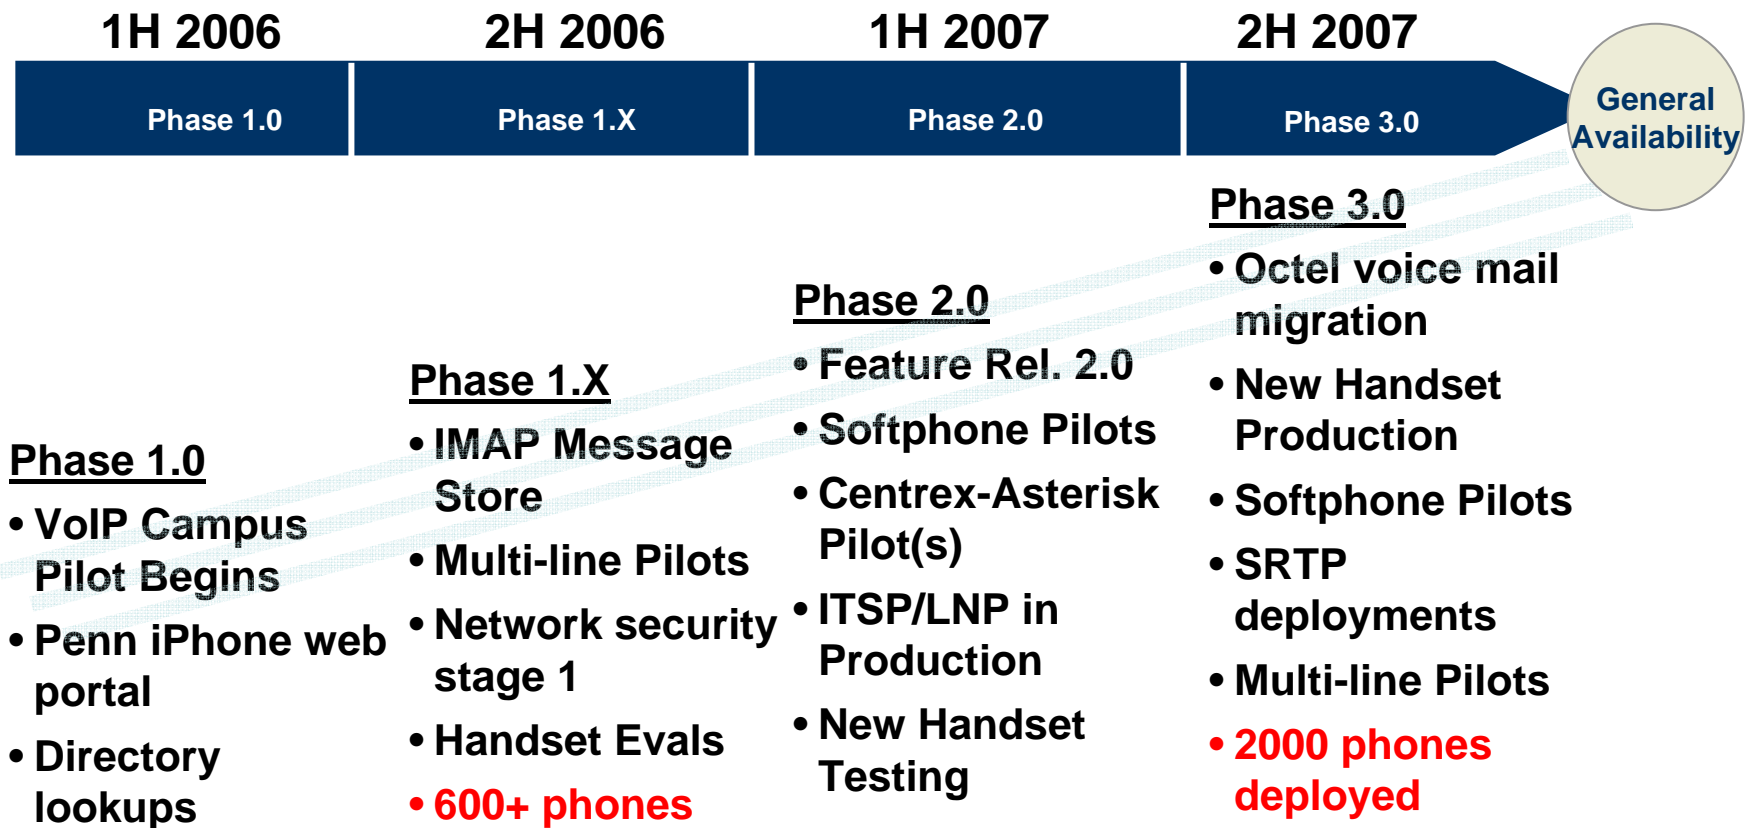 1H 2006
2H 2006
1H 2007
2H 2007
Phase 1.0
Phase 1.X
Phase 2.0
Phase 3.0
General
Availability
Phase 1.0
• VoIP Campus
Pilot Begins
• Penn iPhone web
portal
• Directory
lookups
Phase 1.X
• IMAP Message
Store
• Multi-line Pilots
• Network security
stage 1
• Handset Evals
• 600+ phones
Phase 2.0
• Feature Rel. 2.0
• Softphone Pilots
• Centrex-Asterisk
Pilot(s)
• ITSP/LNP in
Production
• New Handset
Testing
Phase 3.0
• Octel voice mail
migration
• New Handset
Production
• Softphone Pilots
• SRTP
deployments
• Multi-line Pilots
• 2000 phones
deployed